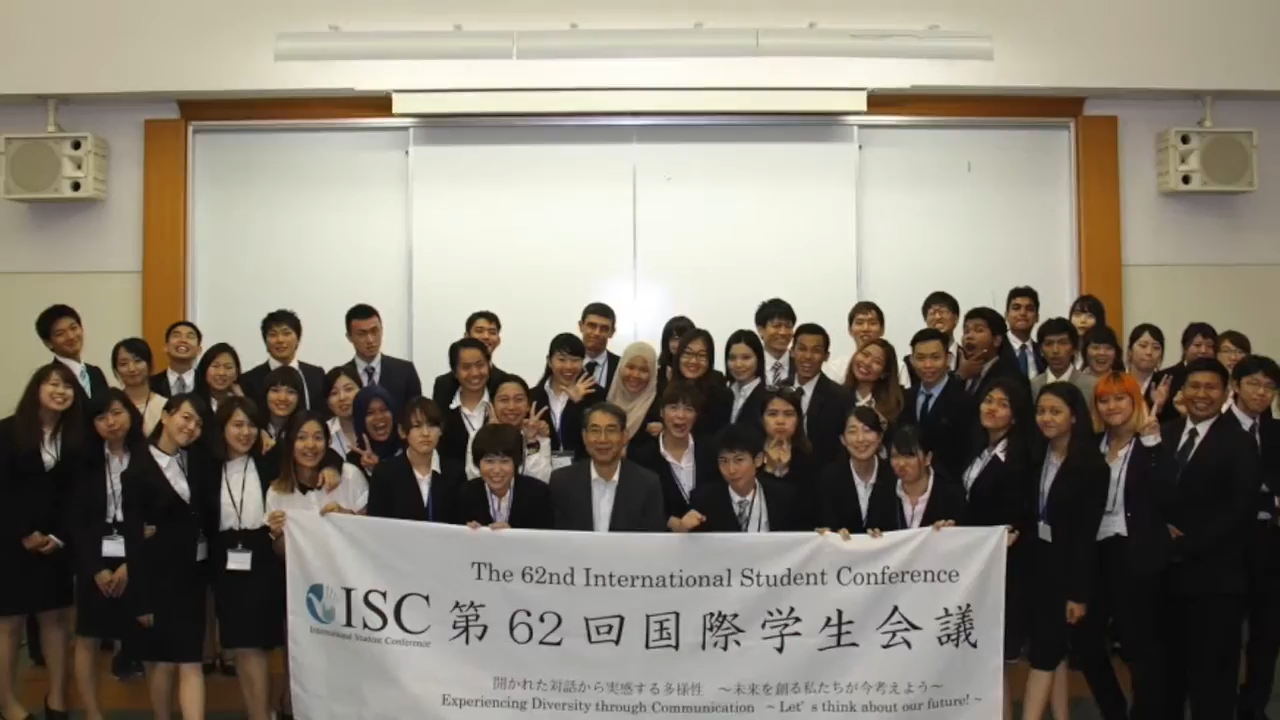 The 62nd International Student Conference
ISC
International Student Conference
第62回国際学生会議
開かれた対話から実感する多様性 ～未来を創る私たちが今考えよう～
Experiencing Diversity through Communication ~ Let's think about our future! ~